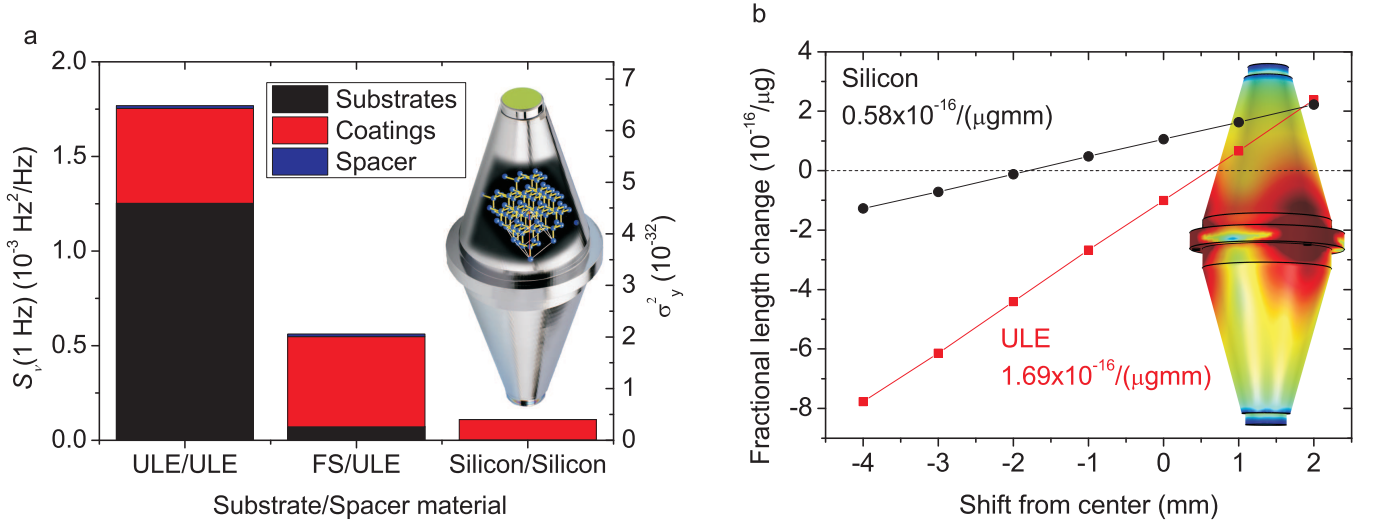 a
2.0
1.5
1.0
0.5
0.0
S_ν(1 Hz) (10^-3 Hz^2/Hz)
Substrates
Coatings
Spacer
7
6
5
4
3
2
1
0
σ^2_y (10^-32)
ULE/ULE
FS/ULE
Silicon/Silicon
Substrate/Spacer material
b
4
2
0
-2
-4
-6
-8
Fractional length change (10^-16/μg)
Silicon
0.58x10^-16/(μgmm)
ULE
1.69x10^-16/(μgmm)
-4
-3
-2
-1
0
1
2
Shift from center (mm)